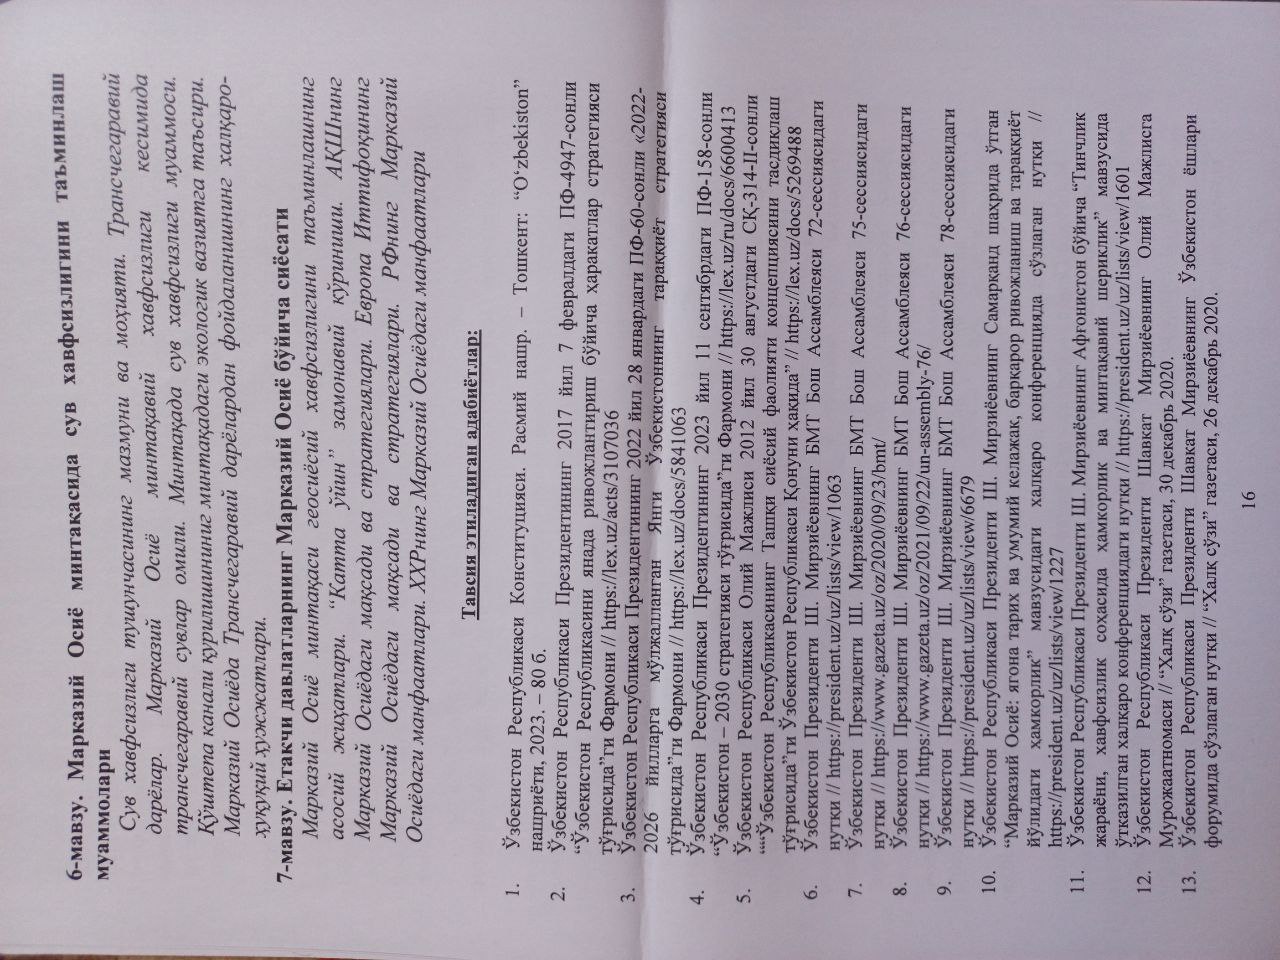 6-мавзу. Марказий Осиё минтақасида сув хавфсизлигини таъминлаш
муаммолари
Сув хавфсизлиги тушунчасининг мазмуни ва моҳияти. Трансчегаравий
дарёлар. Марказий Осиё минтақавий хавфсизлиги кесимида
трансчегаравий сувлар омили. Минтақада сув хавфсизлиги муаммоси.
Қўштепа канали қурилишининг минтақадаги экологик вазиятга таъсири.
Марказий Осиёда Трансчегаравий дарёлардан фойдаланишнинг халқаро-
ҳуқуқий ҳужжатлари.
7-мавзу. Етакчи давлатларнинг Марказий Осиё бўйича сиёсати
Марказий Осиё минтақаси геосиёсий хавфсизлигини таъминлашнинг
асосий жиҳатлари. “Катта ўйин” замонавий кўриниши. АҚШнинг
Марказий Осиёдаги мақсади ва стратегиялари. Европа Иттифоқининг
Марказий Осиёдаги мақсади ва стратегиялари. РФнинг Марказий
Осиёдаги манфаатлари. ХХРнинг Марказий Осиёдаги манфаатлари
Тавсия этиладиган адабиётлар:
1. Ўзбекистон Республикаси Конституцияси. Расмий нашр. – Тошкент: “Oʻzbekiston”
нашриёти, 2023. – 80 б.
2. Ўзбекистон Республикаси Президентининг 2017 йил 7 февралдаги ПФ-4947-сонли
“Ўзбекистон Республикасини янада ривожлантириш бўйича ҳаракатлар стратегияси
тўғрисида”ги Фармони // https://lex.uz/acts/3107036
3. Ўзбекистон Республикаси Президентининг 2022 йил 28 январдаги ПФ-60-сонли «2022-
2026 йилларга мўлжалланган Янги Ўзбекистоннинг тараққиёт стратегияси
тўғрисида”ги Фармони // https://lex.uz/docs/5841063
4. Ўзбекистон Республикаси Президентининг 2023 йил 11 сентябрдаги ПФ-158-сонли
“Ўзбекистон – 2030 стратегияси тўғрисида”ги Фармони // https://lex.uz/ru/docs/6600413
5. Ўзбекистон Республикаси Олий Мажлиси 2012 йил 30 августдаги СҚ-314-II-сонли
““Ўзбекистон Республикасининг Ташқи сиёсий фаолияти концепциясини тасдиқлаш
тўғрисида”ги Ўзбекистон Республикаси Қонуни ҳақида” // https://lex.uz/docs/5269488
6. Ўзбекистон Президенти Ш. Мирзиёевнинг БМТ Бош Ассамблеяси 72-сессиясидаги
нутқи // https://president.uz/uz/lists/view/1063
7. Ўзбекистон Президенти Ш. Мирзиёевнинг БМТ Бош Ассамблеяси 75-сессиясидаги
нутқи // https://www.gazeta.uz/oz/2020/09/23/bmt/
8. Ўзбекистон Президенти Ш. Мирзиёевнинг БМТ Бош Ассамблеяси 76-сессиясидаги
нутқи // https://www.gazeta.uz/oz/2021/09/22/un-assembly-76/
9. Ўзбекистон Президенти Ш. Мирзиёевнинг БМТ Бош Ассамблеяси 78-сессиясидаги
нутқи // https://president.uz/uz/lists/view/6679
10. Ўзбекистон Республикаси Президенти Ш. Мирзиёевнинг Самарқанд шаҳрида ўтган
“Марказий Осиё: ягона тарих ва умумий келажак, барқарор ривожланиш ва тараққиёт
йўлидаги ҳамкорлик” мавзусидаги халқаро конференцияда сўзлаган нутқи //
https://president.uz/uz/lists/view/1227
11. Ўзбекистон Республикаси Президенти Ш. Мирзиёевнинг Афғонистон бўйича “Тинчлик
жараёни, хавфсизлик соҳасида ҳамкорлик ва минтақавий шериклик” мавзусида
ўтказилган халқаро конференциядаги нутқи // https://president.uz/uz/lists/view/1601
12. Ўзбекистон Республикаси Президенти Шавкат Мирзиёевнинг Олий Мажлисга
Мурожаатномаси // “Халқ сўзи” газетаси, 30 декабрь 2020.
13. Ўзбекистон Республикаси Президенти Шавкат Мирзиёевнинг Ўзбекистон ёшлари
форумида сўзлаган нутқи // “Халқ сўзи” газетаси, 26 декабрь 2020.
16